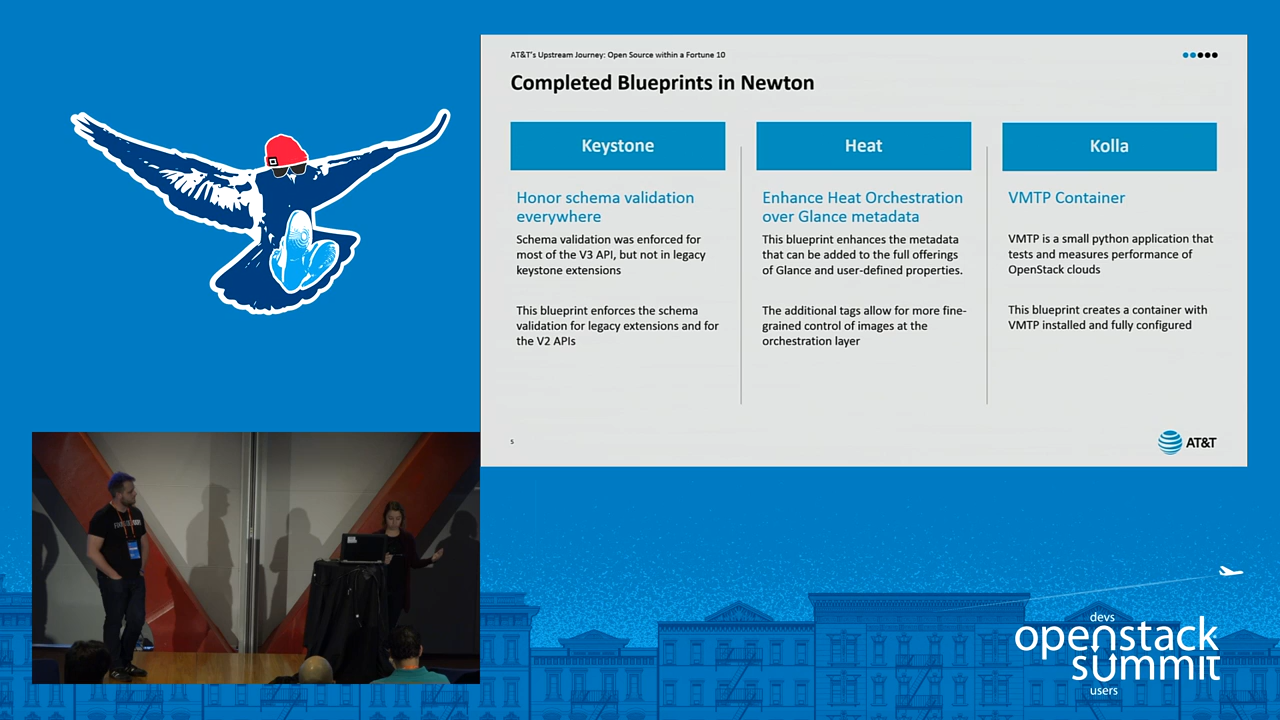 AT&T's Upstream Journey: Open Source within a Fortune 10
Completed Blueprints in Newton
Keystone
Honor schema validation
everywhere
Schema validation was enforced for
most of the V3 API, but not in legacy
keystone extensions
This blueprint enforces the schema
validation for legacy extensions and for
the V2 APIs
Heat
Enhance Heat Orchestration
over Glance metadata
This blueprint enhances the metadata
that can be added to the full offerings
of Glance and user-defined properties.
The additional tags allow for more fine-
grained control of images at the
orchestration layer
Kolla
VMTP Container
VMTP is a small python application that
tests and measures performance of
OpenStack clouds
This blueprint creates a container with
VMTP installed and fully configured
5
AT&T
devs
openstack
summit
users